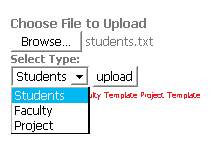 Choose File to Upload
Browse... students.txt
Select Type:
Students upload
Students
Faculty Template Project Template
Faculty
Project